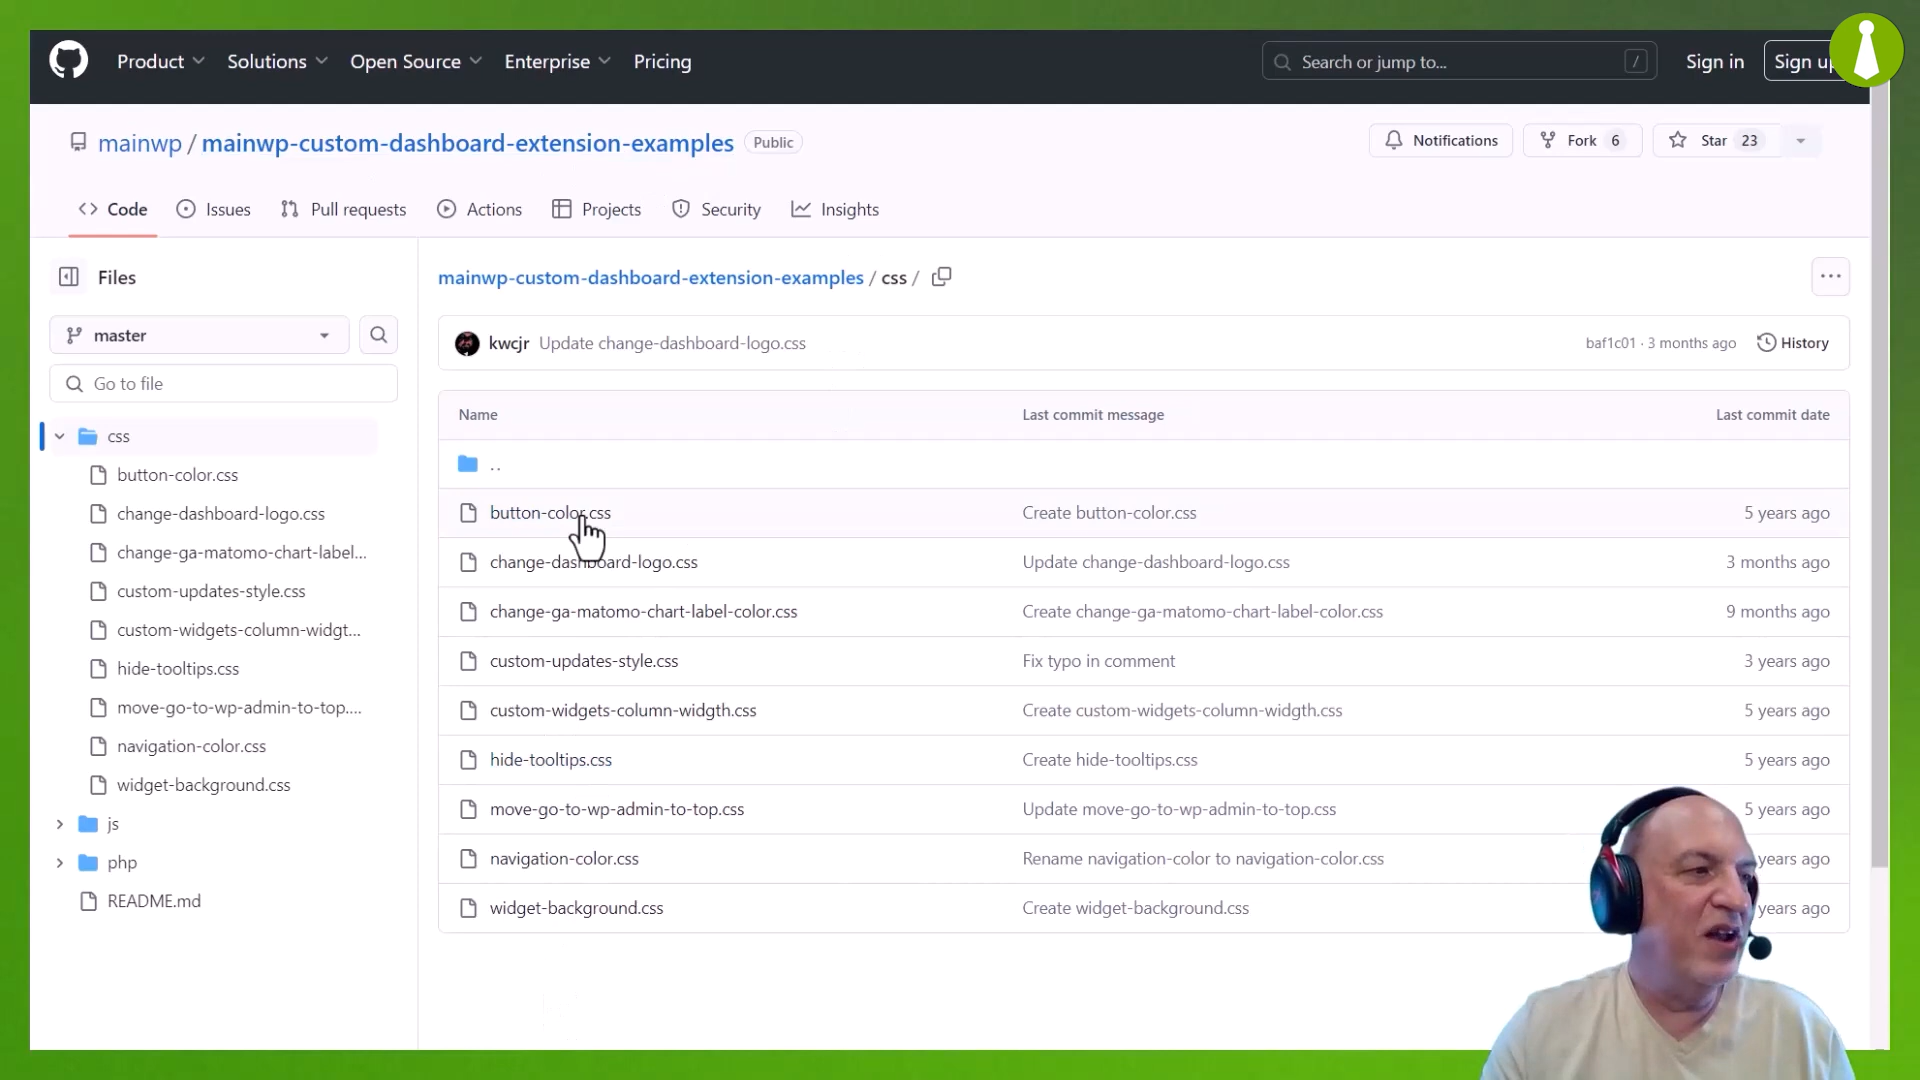 Product
Solutions
Open Source
Enterprise
Pricing
Search or jump to...
/
Sign in
Sign up
mainwp / mainwp-custom-dashboard-extension-examples
Public
Notifications
Fork 6
Star 23
Code
Issues
Pull requests
Actions
Projects
Security
Insights
Files
master
Go to file
css
button-color.css
change-dashboard-logo.css
change-ga-matomo-chart-label...
custom-updates-style.css
custom-widgets-column-widgt...
hide-tooltips.css
move-go-to-wp-admin-to-top....
navigation-color.css
widget-background.css
js
php
README.md
mainwp-custom-dashboard-extension-examples / css /
kwcjr Update change-dashboard-logo.css
baf1c01 · 3 months ago
History
Name Last commit message Last commit date
..
button-color.css Create button-color.css 5 years ago
change-dashboard-logo.css Update change-dashboard-logo.css 3 months ago
change-ga-matomo-chart-label-color.css Create change-ga-matomo-chart-label-color.css 9 months ago
custom-updates-style.css Fix typo in comment 3 years ago
custom-widgets-column-widgth.css Create custom-widgets-column-widgth.css 5 years ago
hide-tooltips.css Create hide-tooltips.css 5 years ago
move-go-to-wp-admin-to-top.css Update move-go-to-wp-admin-to-top.css 5 years ago
navigation-color.css Rename navigation-color to navigation-color.css years ago
widget-background.css Create widget-background.css years ago